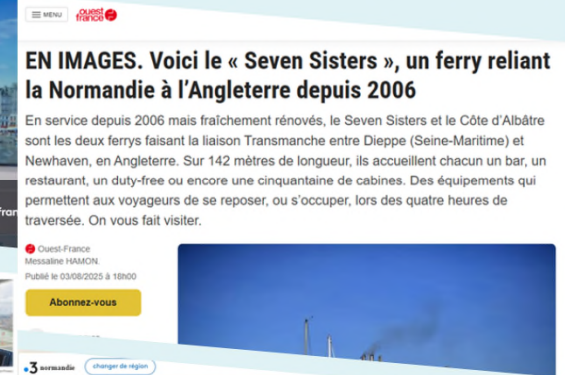 MENU
ouest
france
EN IMAGES. Voici le « Seven Sisters », un ferry reliant
la Normandie à l'Angleterre depuis 2006
En service depuis 2006 mais fraîchement rénovés, le Seven Sisters et le Côte d'Albâtre
sont les deux ferrys faisant la liaison Transmanche entre Dieppe (Seine-Maritime) et
Newhaven, en Angleterre. Sur 142 mètres de longueur, ils accueillent chacun un bar, un
restaurant, un duty-free ou encore une cinquantaine de cabines. Des équipements qui
permettent aux voyageurs de se reposer, ou s'occuper, lors des quatre heures de
traversée. On vous fait visiter.
Ouest-France
Messaline HAMON.
Publié le 03/08/2025 à 18h00
Abonnez-vous
3 normandie
changer de région